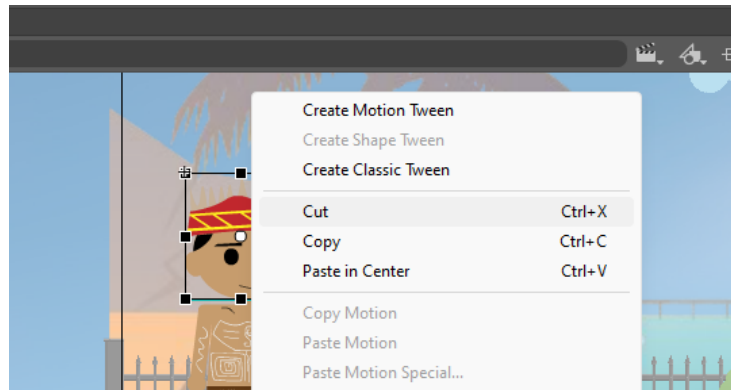 Create Motion Tween
Create Shape Tween
Create Classic Tween
Cut Ctrl+X
Copy Ctrl+C
Paste in Center Ctrl+V
Copy Motion
Paste Motion
Paste Motion Special...